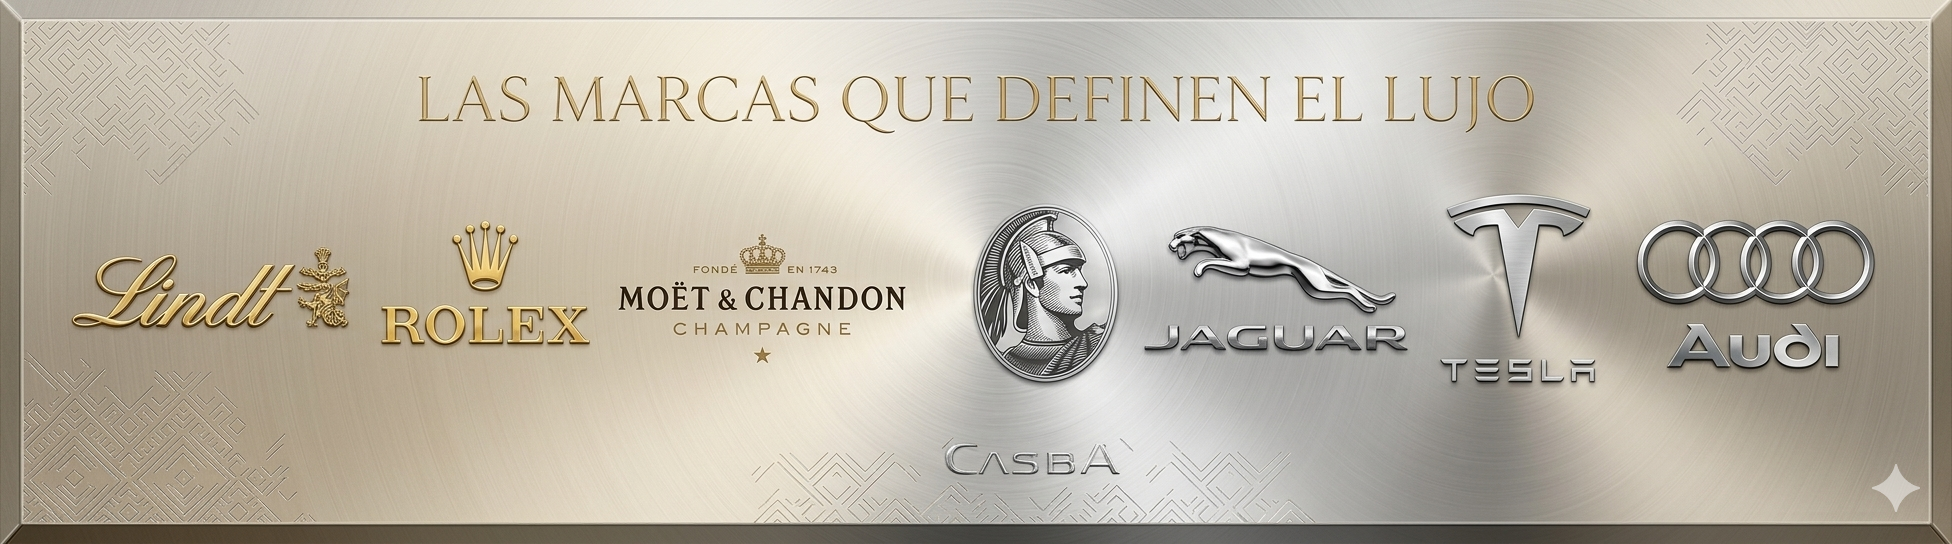 LAS MARCAS QUE DEFINEN EL LUJO
Lindt
ROLEX
FONDÉ EN 1743
MOËT & CHANDON
CHAMPAGNE
JAGUAR
TESLA
Audi
CASBA